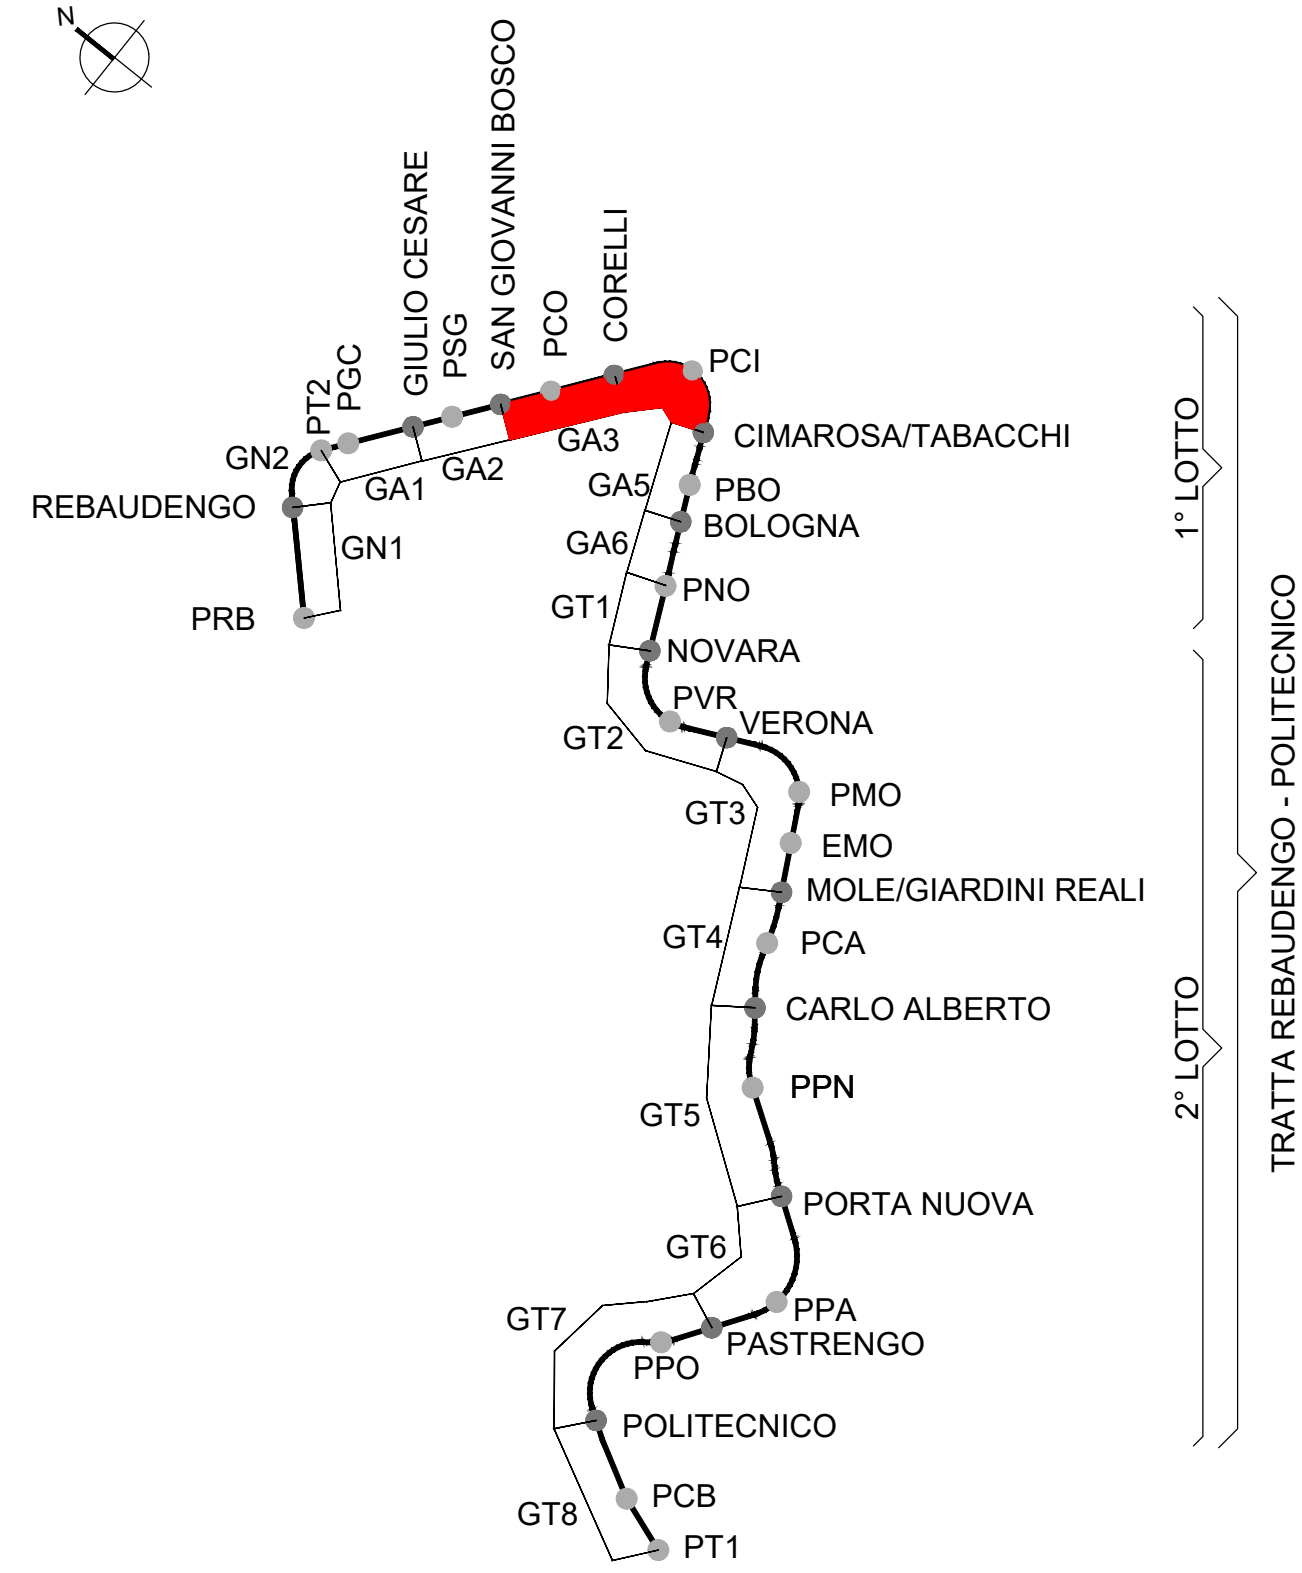 N
SAN GIOVANNI BOSCO
GIULIO CESARE
CORELLI
PCO
PSG
PGC
PT2
PCI
GN2
GA3
CIMAROSA/TABACCHI
GA2
GA1
GA5
PBO
REBAUDENGO
BOLOGNA
GN1
GA6
PNO
GT1
PRB
NOVARA
PVR
VERONA
GT2
PMO
GT3
EMO
MOLE/GIARDINI REALI
GT4
PCA
CARLO ALBERTO
PPN
GT5
PORTA NUOVA
GT6
PPA
GT7
PASTRENGO
PPO
POLITECNICO
PCB
GT8
PT1
1° LOTTO
2° LOTTO
TRATTA REBAUDENGO - POLITECNICO